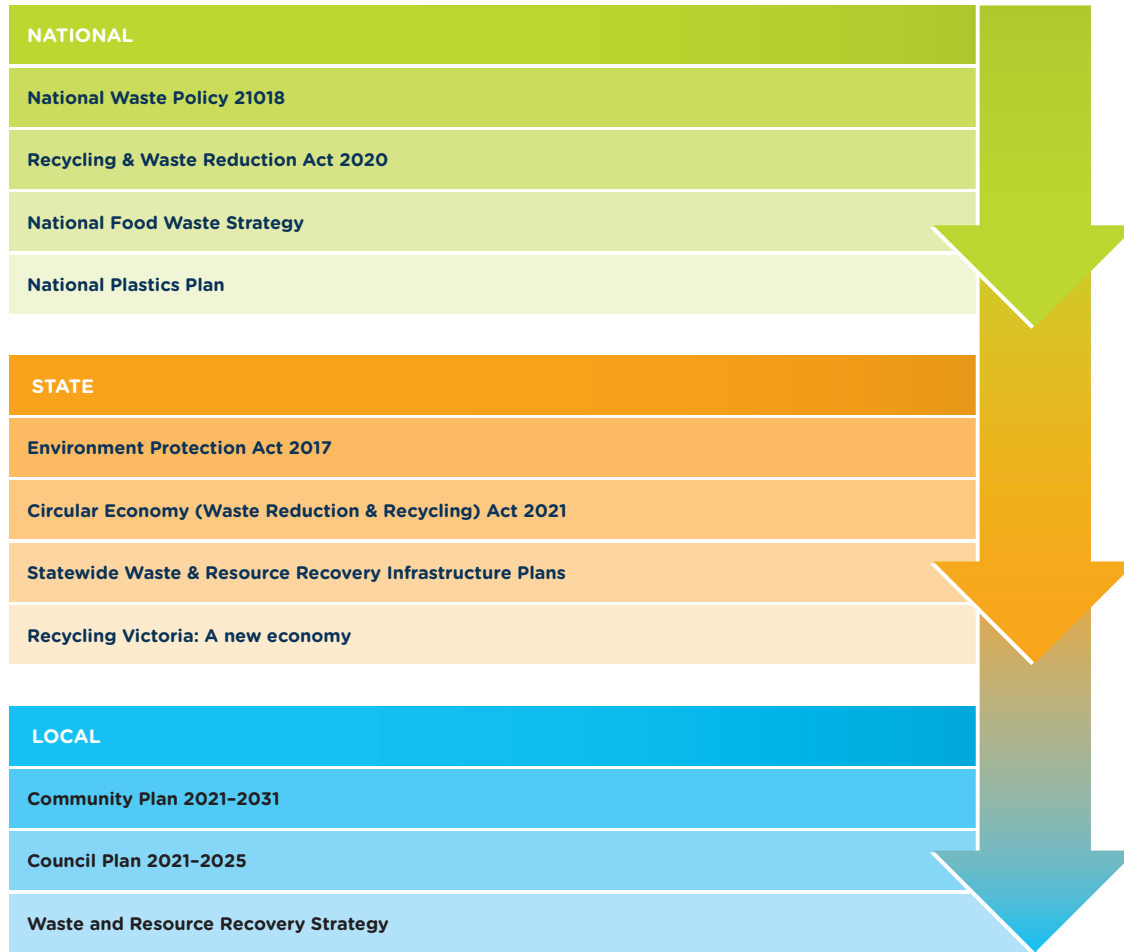 NATIONAL
National Waste Policy 21018
Recycling & Waste Reduction Act 2020
National Food Waste Strategy
National Plastics Plan
STATE
Environment Protection Act 2017
Circular Economy (Waste Reduction & Recycling) Act 2021
Statewide Waste & Resource Recovery Infrastructure Plans
Recycling Victoria: A new economy
LOCAL
Community Plan 2021–2031
Council Plan 2021–2025
Waste and Resource Recovery Strategy